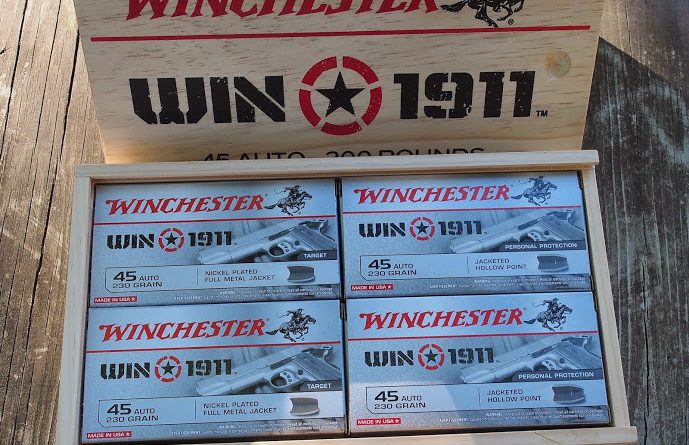 WINCHESTER
WIN 1911 ™
45 AUTO 200 ROUNDS
WINCHESTER
WIN 1911
TARGET
45 AUTO
230 GRAIN
NICKEL PLATED
FULL METAL JACKET
MADE IN USA
WINCHESTER
WIN 1911
PERSONAL PROTECTION
45 AUTO
230 GRAIN
JACKETED
HOLLOW POINT
MADE IN USA
WINCHESTER
WIN 1911
TARGET
45 AUTO
230 GRAIN
NICKEL PLATED
FULL METAL JACKET
MADE IN USA
WINCHESTER
WIN 1911
PERSONAL PROTECTION
45 AUTO
230 GRAIN
JACKETED
HOLLOW POINT
MADE IN USA